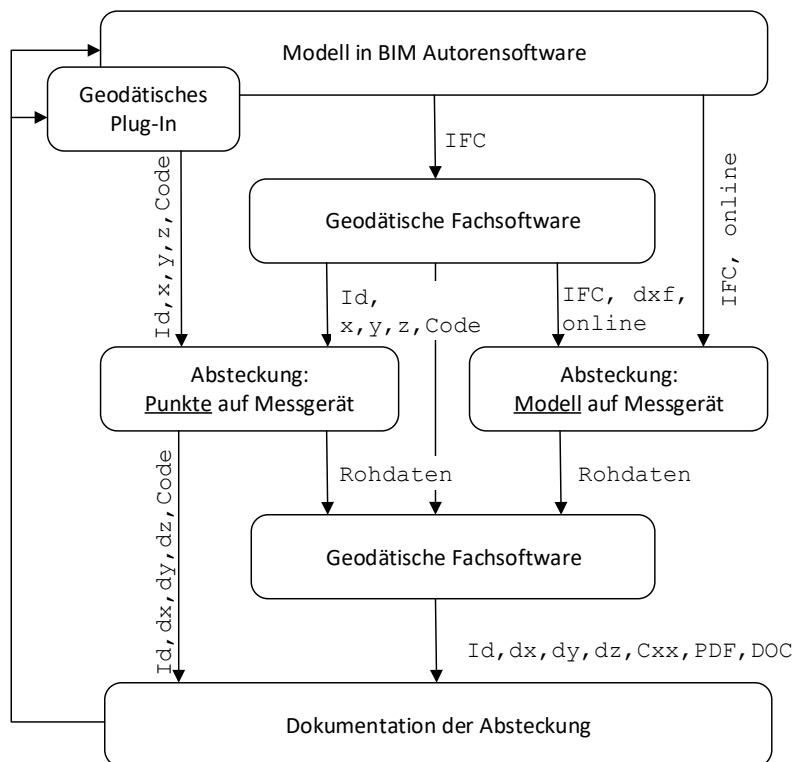 Modell in BIM Autorensoftware
Geodätisches
Plug-In
IFC
Id,x,y,z,Code
IFC, online
Geodätische Fachsoftware
Id,
x,y,z,Code
IFC, dxf,
online
Absteckung:
Punkte auf Messgerät
Absteckung:
Modell auf Messgerät
Rohdaten
Rohdaten
Id,dx,dy,dz,Code
Geodätische Fachsoftware
Id,dx,dy,dz,Cxx,PDF,DOC
Dokumentation der Absteckung